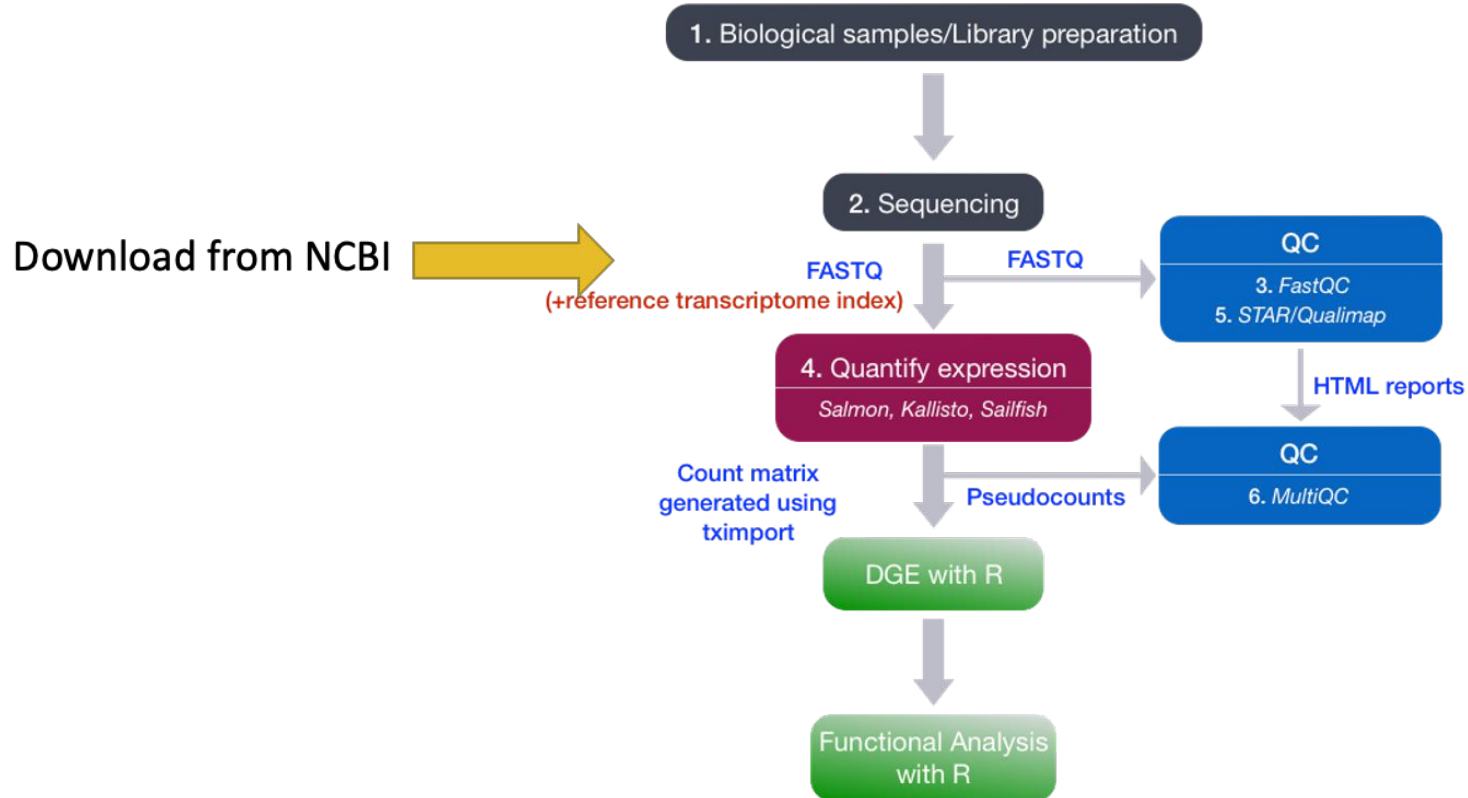 1. Biological samples/Library preparation
2. Sequencing
Download from NCBI
FASTQ
(+reference transcriptome index)
FASTQ
QC
3. FastQC
5. STAR/Qualimap
4. Quantify expression
Salmon, Kallisto, Sailfish
HTML reports
QC
6. MultiQC
Count matrix
generated using
tximport
Pseudocounts
DGE with R
Functional Analysis
with R